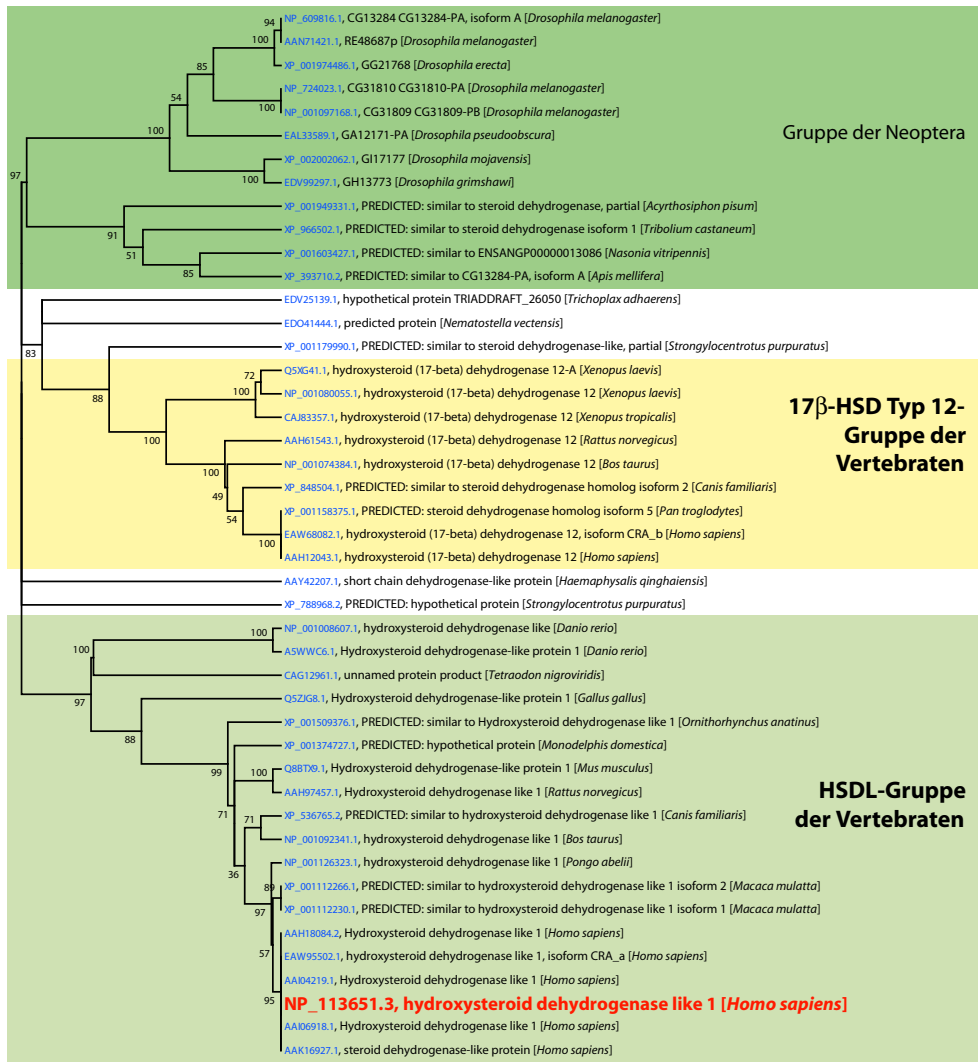 94
NP_609816.1, CG13284 CG13284-PA, isoform A [Drosophila melanogaster]
100
AAN71421.1, RE48687p [Drosophila melanogaster]
85
XP_001974486.1, GG21768 [Drosophila erecta]
54
NP_724023.1, CG31810 CG31810-PA [Drosophila melanogaster]
100
NP_001097168.1, CG31809 CG31809-PB [Drosophila melanogaster]
100
EAL33589.1, GA12171-PA [Drosophila pseudoobscura]
Gruppe der Neoptera
XP_002002062.1, GI17177 [Drosophila mojavensis]
97
100
EDV99297.1, GH13773 [Drosophila grimshawi]
XP_001949331.1, PREDICTED: similar to steroid dehydrogenase, partial [Acyrthosiphon pisum]
91
XP_966502.1, PREDICTED: similar to steroid dehydrogenase isoform 1 [Tribolium castaneum]
51
XP_001603427.1, PREDICTED: similar to ENSANGP00000013086 [Nasonia vitripennis]
85
XP_393710.2, PREDICTED: similar to CG13284-PA, isoform A [Apis mellifera]
EDV25139.1, hypothetical protein TRIADDRAFT_26050 [Trichoplax adhaerens]
EDO41444.1, predicted protein [Nematostella vectensis]
83
XP_001179990.1, PREDICTED: similar to steroid dehydrogenase-like, partial [Strongylocentrotus purpuratus]
88
Q5XG41.1, hydroxysteroid (17-beta) dehydrogenase 12-A [Xenopus laevis]
72
100
NP_001080055.1, hydroxysteroid (17-beta) dehydrogenase 12 [Xenopus laevis]
CAJ83357.1, hydroxysteroid (17-beta) dehydrogenase 12 [Xenopus tropicalis]
17β-HSD Typ 12-
Gruppe der
Vertebraten
100
AAH61543.1, hydroxysteroid (17-beta) dehydrogenase 12 [Rattus norvegicus]
100
NP_001074384.1, hydroxysteroid (17-beta) dehydrogenase 12 [Bos taurus]
49
XP_848504.1, PREDICTED: similar to steroid dehydrogenase homolog isoform 2 [Canis familiaris]
54
XP_001158375.1, PREDICTED: steroid dehydrogenase homolog isoform 5 [Pan troglodytes]
EAW68082.1, hydroxysteroid (17-beta) dehydrogenase 12, isoform CRA_b [Homo sapiens]
100
AAH12043.1, hydroxysteroid (17-beta) dehydrogenase 12 [Homo sapiens]
AAY42207.1, short chain dehydrogenase-like protein [Haemaphysalis qinghaiensis]
XP_788968.2, PREDICTED: hypothetical protein [Strongylocentrotus purpuratus]
NP_001008607.1, hydroxysteroid dehydrogenase like [Danio rerio]
100
100
A5WWC6.1, Hydroxysteroid dehydrogenase-like protein 1 [Danio rerio]
CAG12961.1, unnamed protein product [Tetraodon nigroviridis]
97
Q5ZJG8.1, Hydroxysteroid dehydrogenase-like protein 1 [Gallus gallus]
88
XP_001509376.1, PREDICTED: similar to Hydroxysteroid dehydrogenase like 1 [Ornithorhynchus anatinus]
XP_001374727.1, PREDICTED: hypothetical protein [Monodelphis domestica]
99
Q8BTX9.1, Hydroxysteroid dehydrogenase-like protein 1 [Mus musculus]
100
AAH97457.1, Hydroxysteroid dehydrogenase like 1 [Rattus norvegicus]
HSDL-Gruppe
der Vertebraten
71
XP_536765.2, PREDICTED: similar to hydroxysteroid dehydrogenase like 1 [Canis familiaris]
71
NP_001092341.1, hydroxysteroid dehydrogenase like 1 [Bos taurus]
36
NP_001126323.1, hydroxysteroid dehydrogenase like 1 [Pongo abelii]
89
XP_001112266.1, PREDICTED: similar to hydroxysteroid dehydrogenase like 1 isoform 2 [Macaca mulatta]
97
XP_001112230.1, PREDICTED: similar to hydroxysteroid dehydrogenase like 1 isoform 1 [Macaca mulatta]
AAH18084.2, Hydroxysteroid dehydrogenase like 1 [Homo sapiens]
57
EAW95502.1, hydroxysteroid dehydrogenase like 1, isoform CRA_a [Homo sapiens]
AAI04219.1, Hydroxysteroid dehydrogenase like 1 [Homo sapiens]
95
NP_113651.3, hydroxysteroid dehydrogenase like 1 [Homo sapiens]
AAI06918.1, Hydroxysteroid dehydrogenase like 1 [Homo sapiens]
AAK16927.1, steroid dehydrogenase-like protein [Homo sapiens]